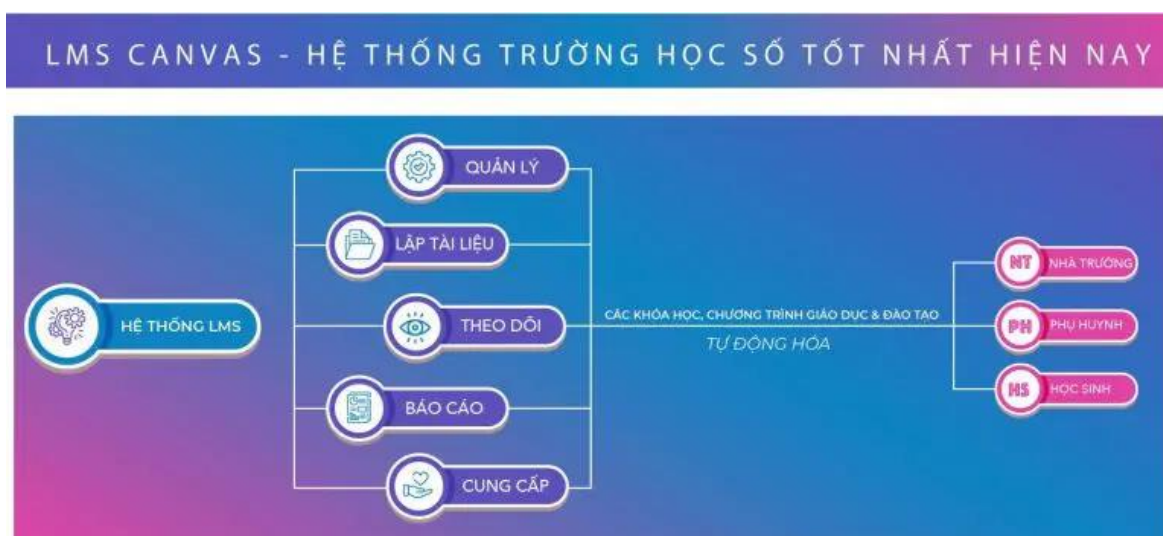 LMS CANVAS - HỆ THỐNG TRƯỜNG HỌC SỐ TỐT NHẤT HIỆN NAY
HỆ THỐNG LMS
QUẢN LÝ
LẬP TÀI LIỆU
THEO DÕI
BÁO CÁO
CUNG CẤP
CÁC KHÓA HỌC, CHƯƠNG TRÌNH GIÁO DỤC & ĐÀO TẠO
TỰ ĐỘNG HÓA
NT NHÀ TRƯỜNG
PH PHỤ HUYNH
HS HỌC SINH